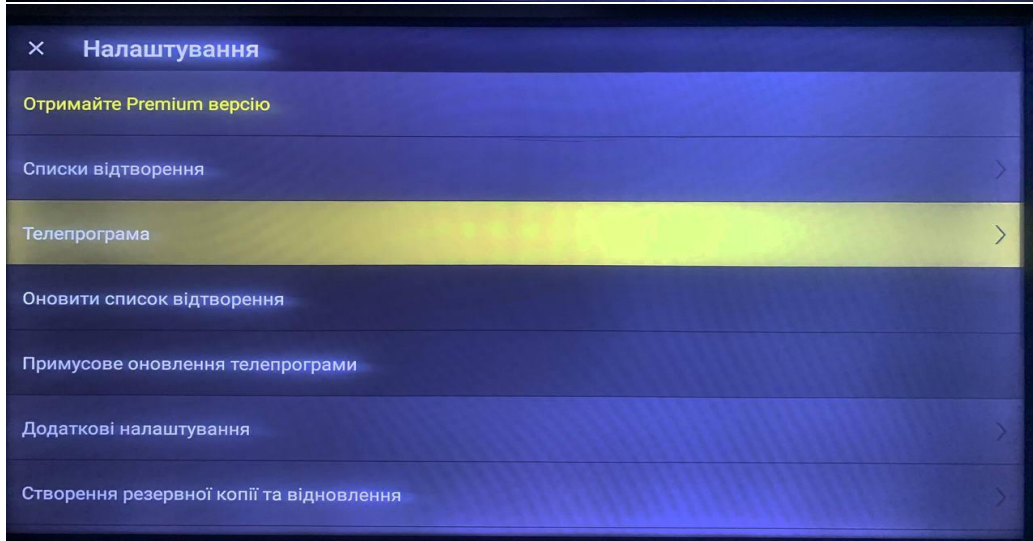 × Налаштування
Отримайте Premium версію
Списки відтворення
Телепрограма
Оновити список відтворення
Примусове оновлення телепрограми
Додаткові налаштування
Створення резервної копії та відновлення